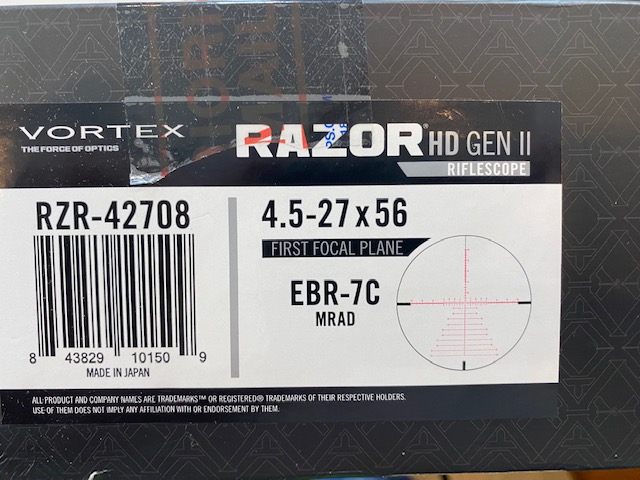 VORTEX
THE FORCE OF OPTICS
RAZOR® HD GEN II
RIFLESCOPE
RZR-42708
4.5-27x56
FIRST FOCAL PLANE
EBR-7C
MRAD
8 43829 10150 9
MADE IN JAPAN
ALL PRODUCT AND COMPANY NAMES ARE TRADEMARKS™ OR REGISTERED® TRADEMARKS OF THEIR RESPECTIVE HOLDERS.
USE OF THEM DOES NOT IMPLY ANY AFFILIATION WITH OR ENDORSEMENT BY THEM.